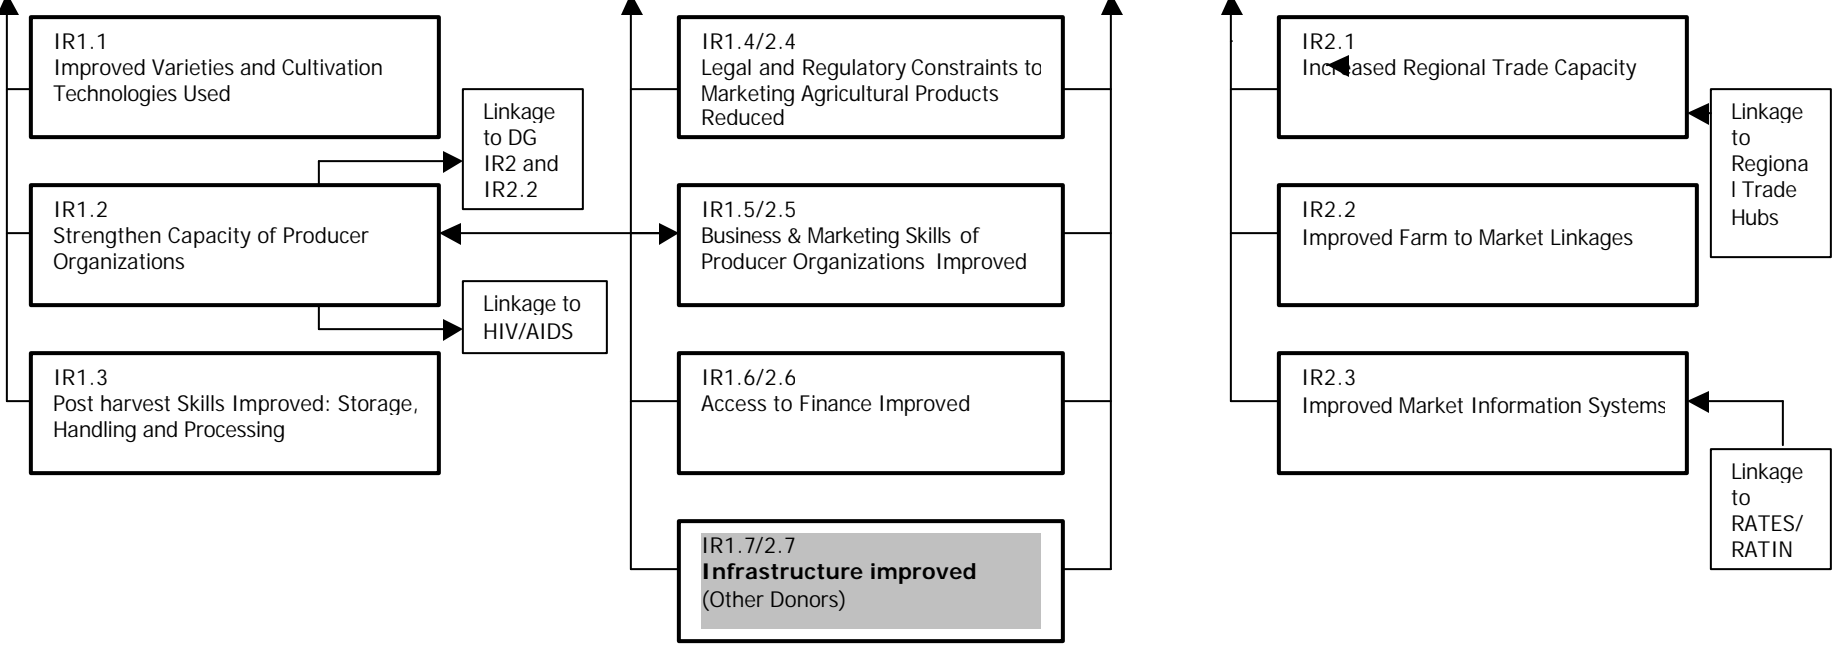 IR1.1
Improved Varieties and Cultivation
Technologies Used
Linkage
to DG
IR2 and
IR2.2
IR1.2
Strengthen Capacity of Producer
Organizations
Linkage to
HIV/AIDS
IR1.3
Post harvest Skills Improved: Storage,
Handling and Processing
IR1.4/2.4
Legal and Regulatory Constraints to
Marketing Agricultural Products
Reduced
IR1.5/2.5
Business & Marketing Skills of
Producer Organizations Improved
IR1.6/2.6
Access to Finance Improved
IR1.7/2.7
Infrastructure improved
(Other Donors)
IR2.1
Increased Regional Trade Capacity
Linkage
to
Regiona
l Trade
Hubs
IR2.2
Improved Farm to Market Linkages
IR2.3
Improved Market Information Systems
Linkage
to
RATES/
RATIN